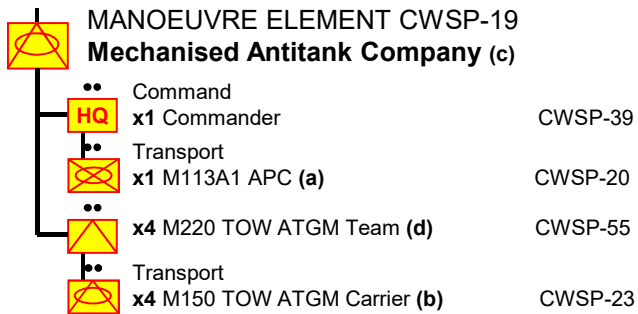 MANOEUVRE ELEMENT CWSP-19
Mechanised Antitank Company (c)
Command
HQ x1 Commander CWSP-39
Transport
x1 M113A1 APC (a) CWSP-20
x4 M220 TOW ATGM Team (d) CWSP-55
Transport
x4 M150 TOW ATGM Carrier (b) CWSP-23